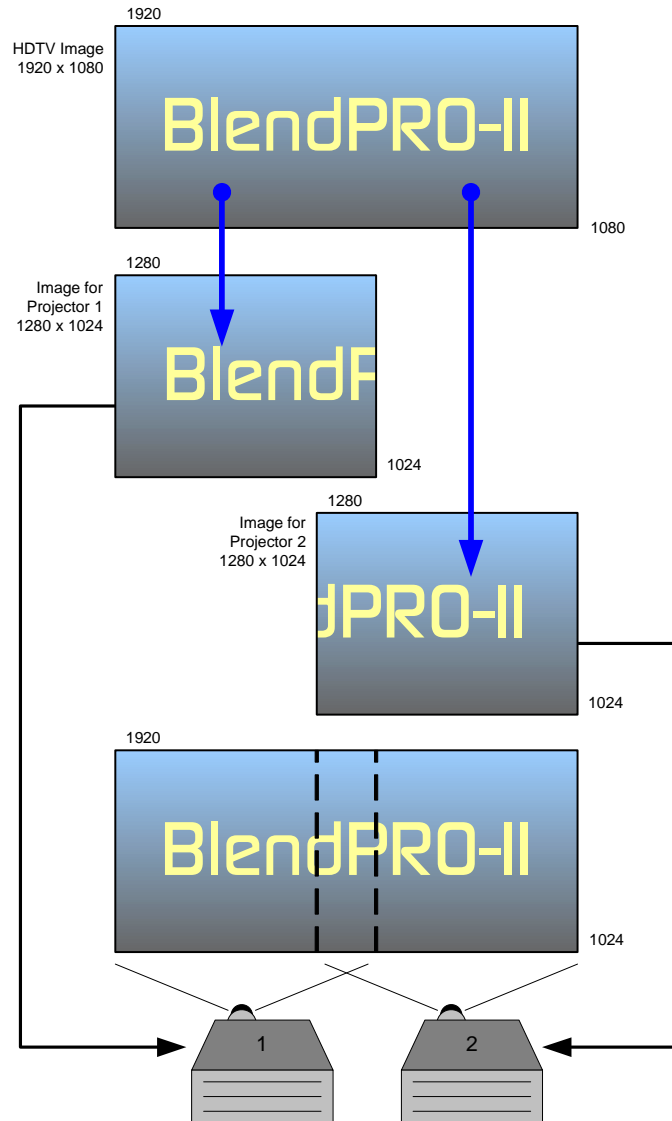 1920
HDTV Image
1920 x 1080
BlendPRO-II
1080
1280
Image for
Projector 1
1280 x 1024
BlendP
1024
1280
Image for
Projector 2
1280 x 1024
dPRO-II
1024
1920
BlendPRO-II
1024
1
2